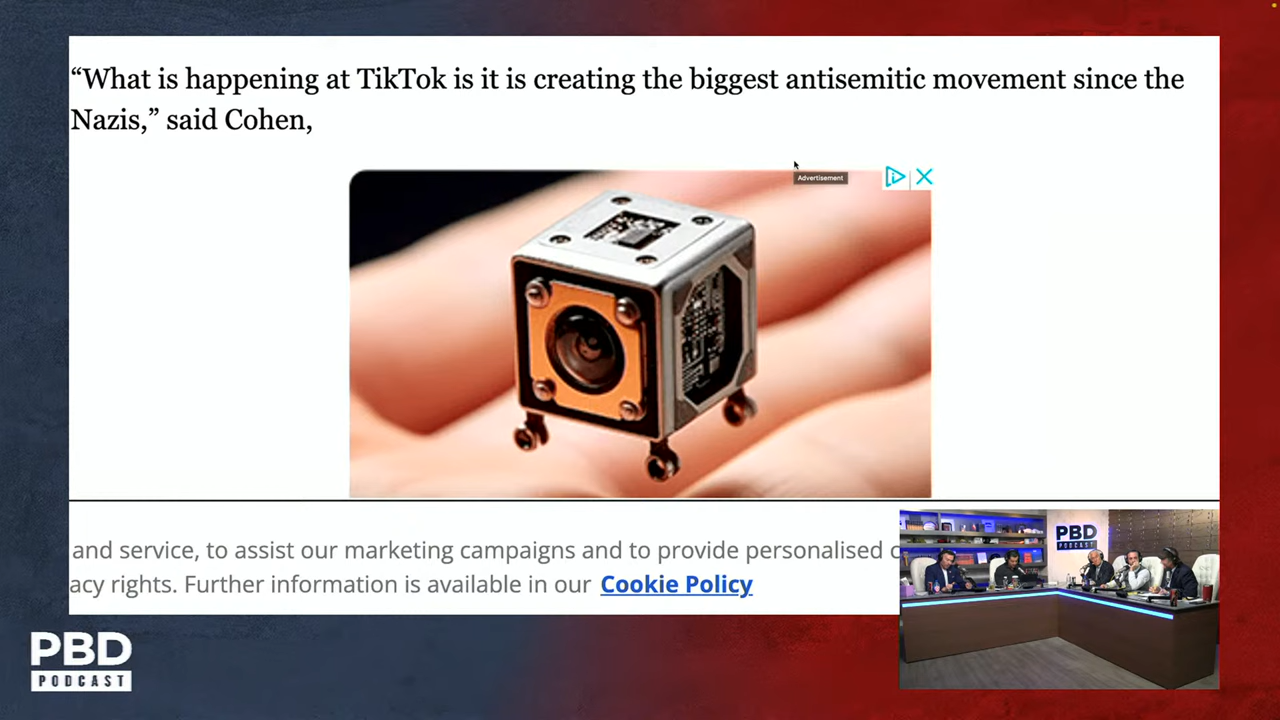 “What is happening at TikTok is it is creating the biggest antisemitic movement since the
Nazis,” said Cohen,
Advertisement
and service, to assist our marketing campaigns and to provide personalised c
acy rights. Further information is available in our Cookie Policy
PBD
PODCAST
PBD
PODCAST